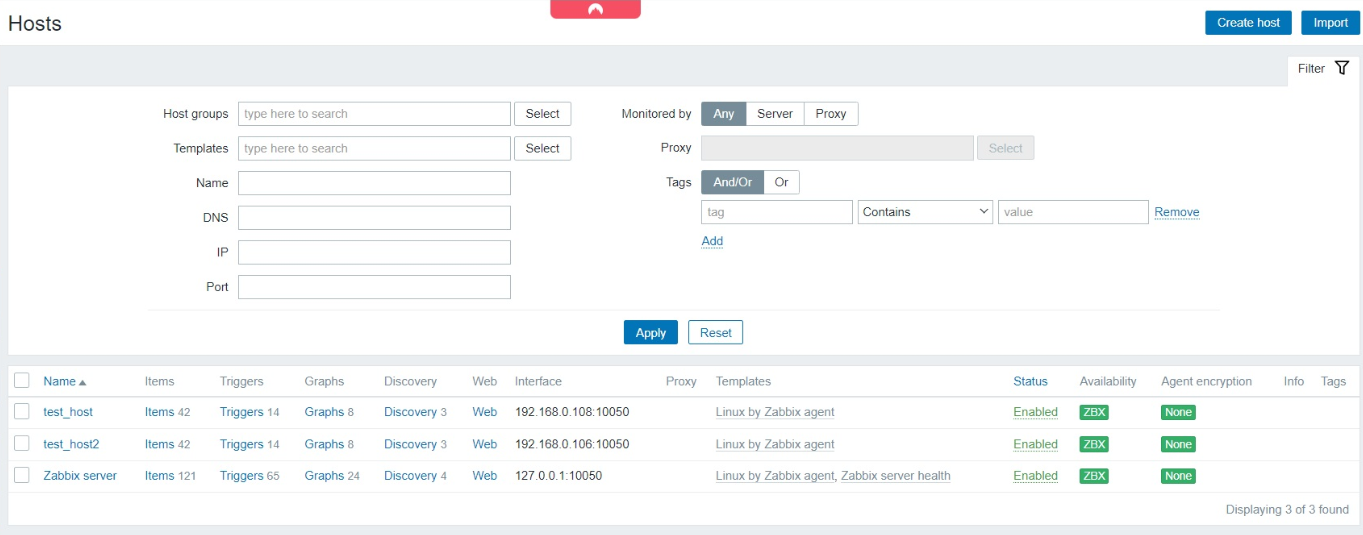 Hosts
Create host Import
Filter
Host groups type here to search Select Monitored by Any Server Proxy
Templates type here to search Select Proxy Select
Name Tags And/Or Or
DNS tag Contains value Remove
Add
IP
Port
Apply Reset
Name Items Triggers Graphs Discovery Web Interface Proxy Templates Status Availability Agent encryption Info Tags
test_host Items 42 Triggers 14 Graphs 8 Discovery 3 Web 192.168.0.108:10050 Linux by Zabbix agent Enabled ZBX None
test_host2 Items 42 Triggers 14 Graphs 8 Discovery 3 Web 192.168.0.106:10050 Linux by Zabbix agent Enabled ZBX None
Zabbix server Items 121 Triggers 65 Graphs 24 Discovery 4 Web 127.0.0.1:10050 Linux by Zabbix agent, Zabbix server health Enabled ZBX None
Displaying 3 of 3 found